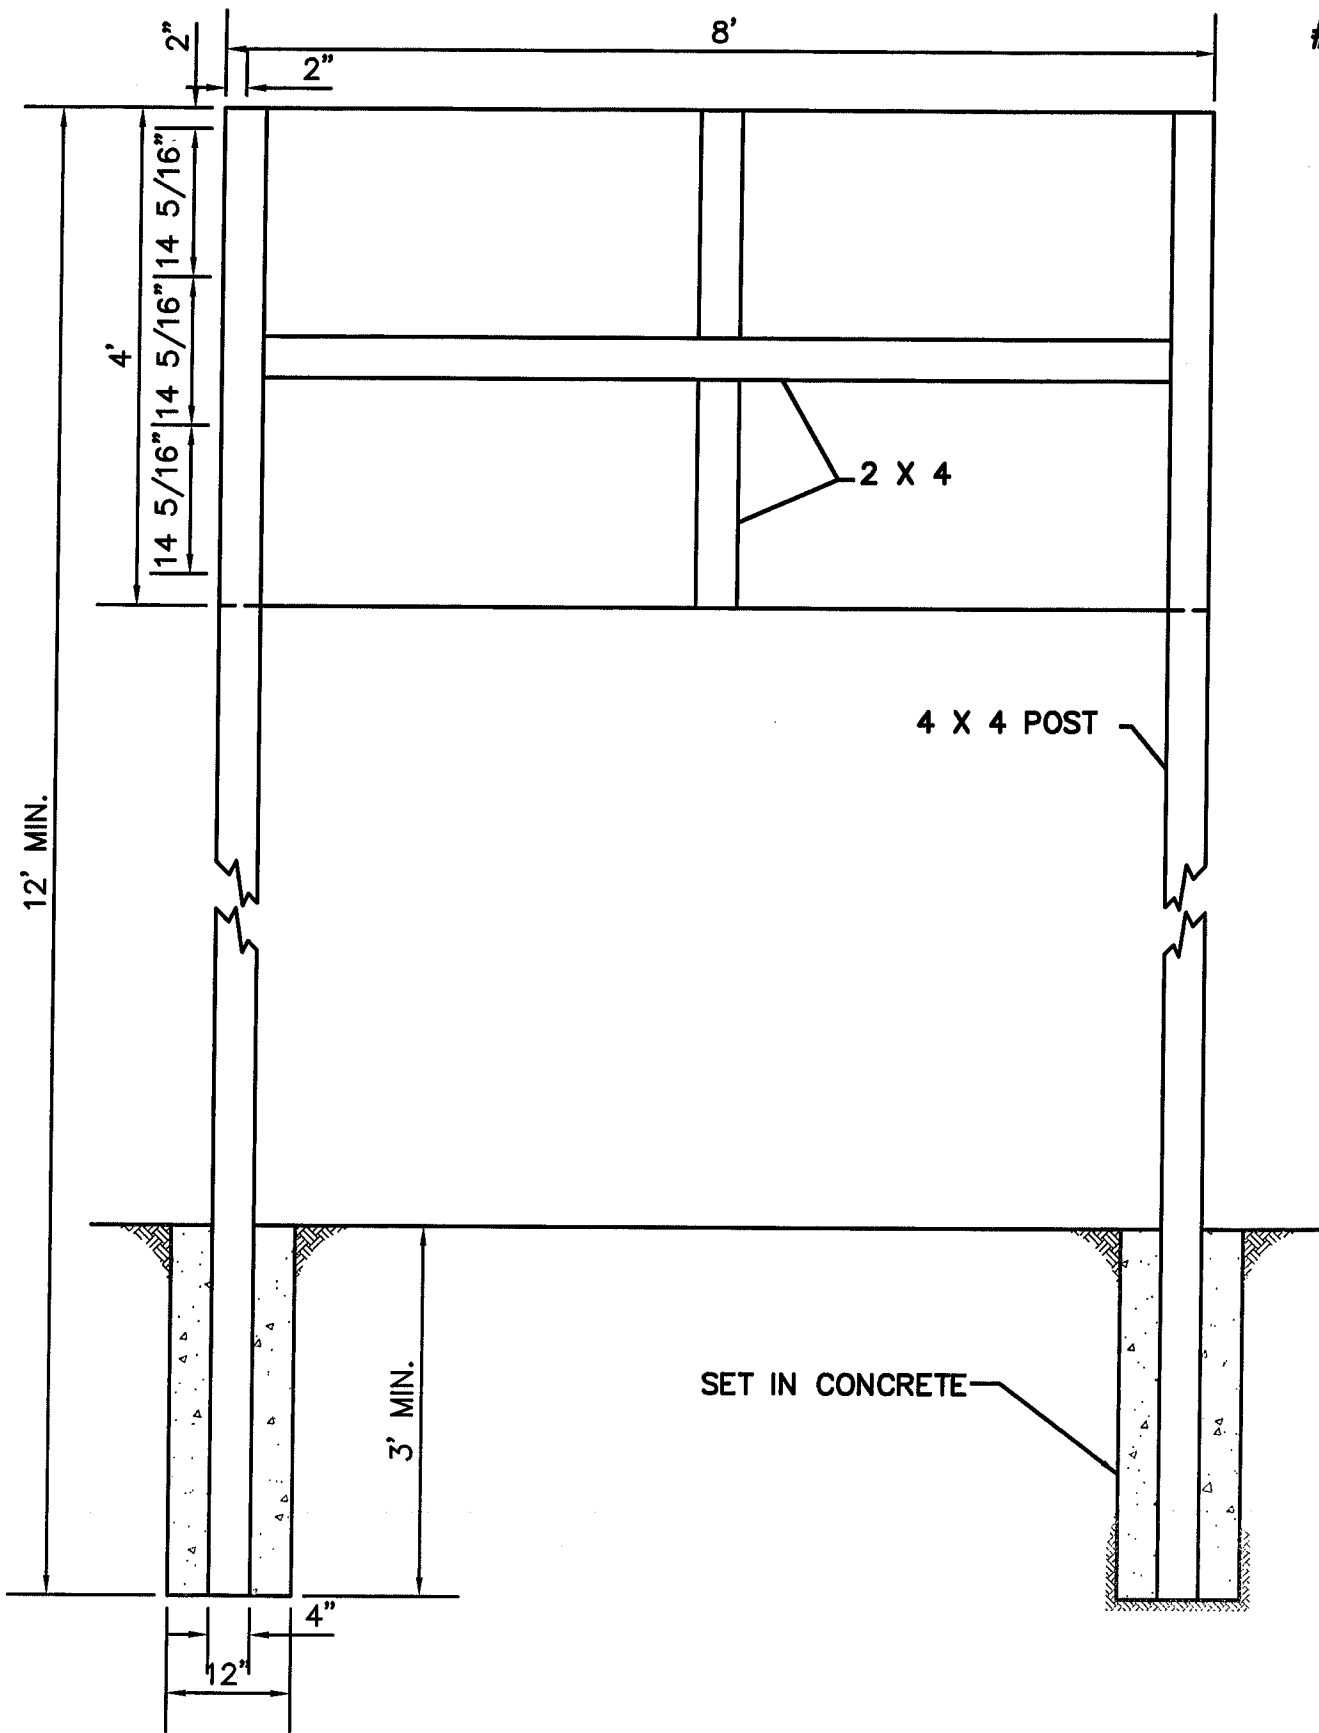 8'
2"
2"
14 5/16"
14 5/16"
14 5/16"
4'
2 X 4
4 X 4 POST
12' MIN.
SET IN CONCRETE
3' MIN.
4"
12"